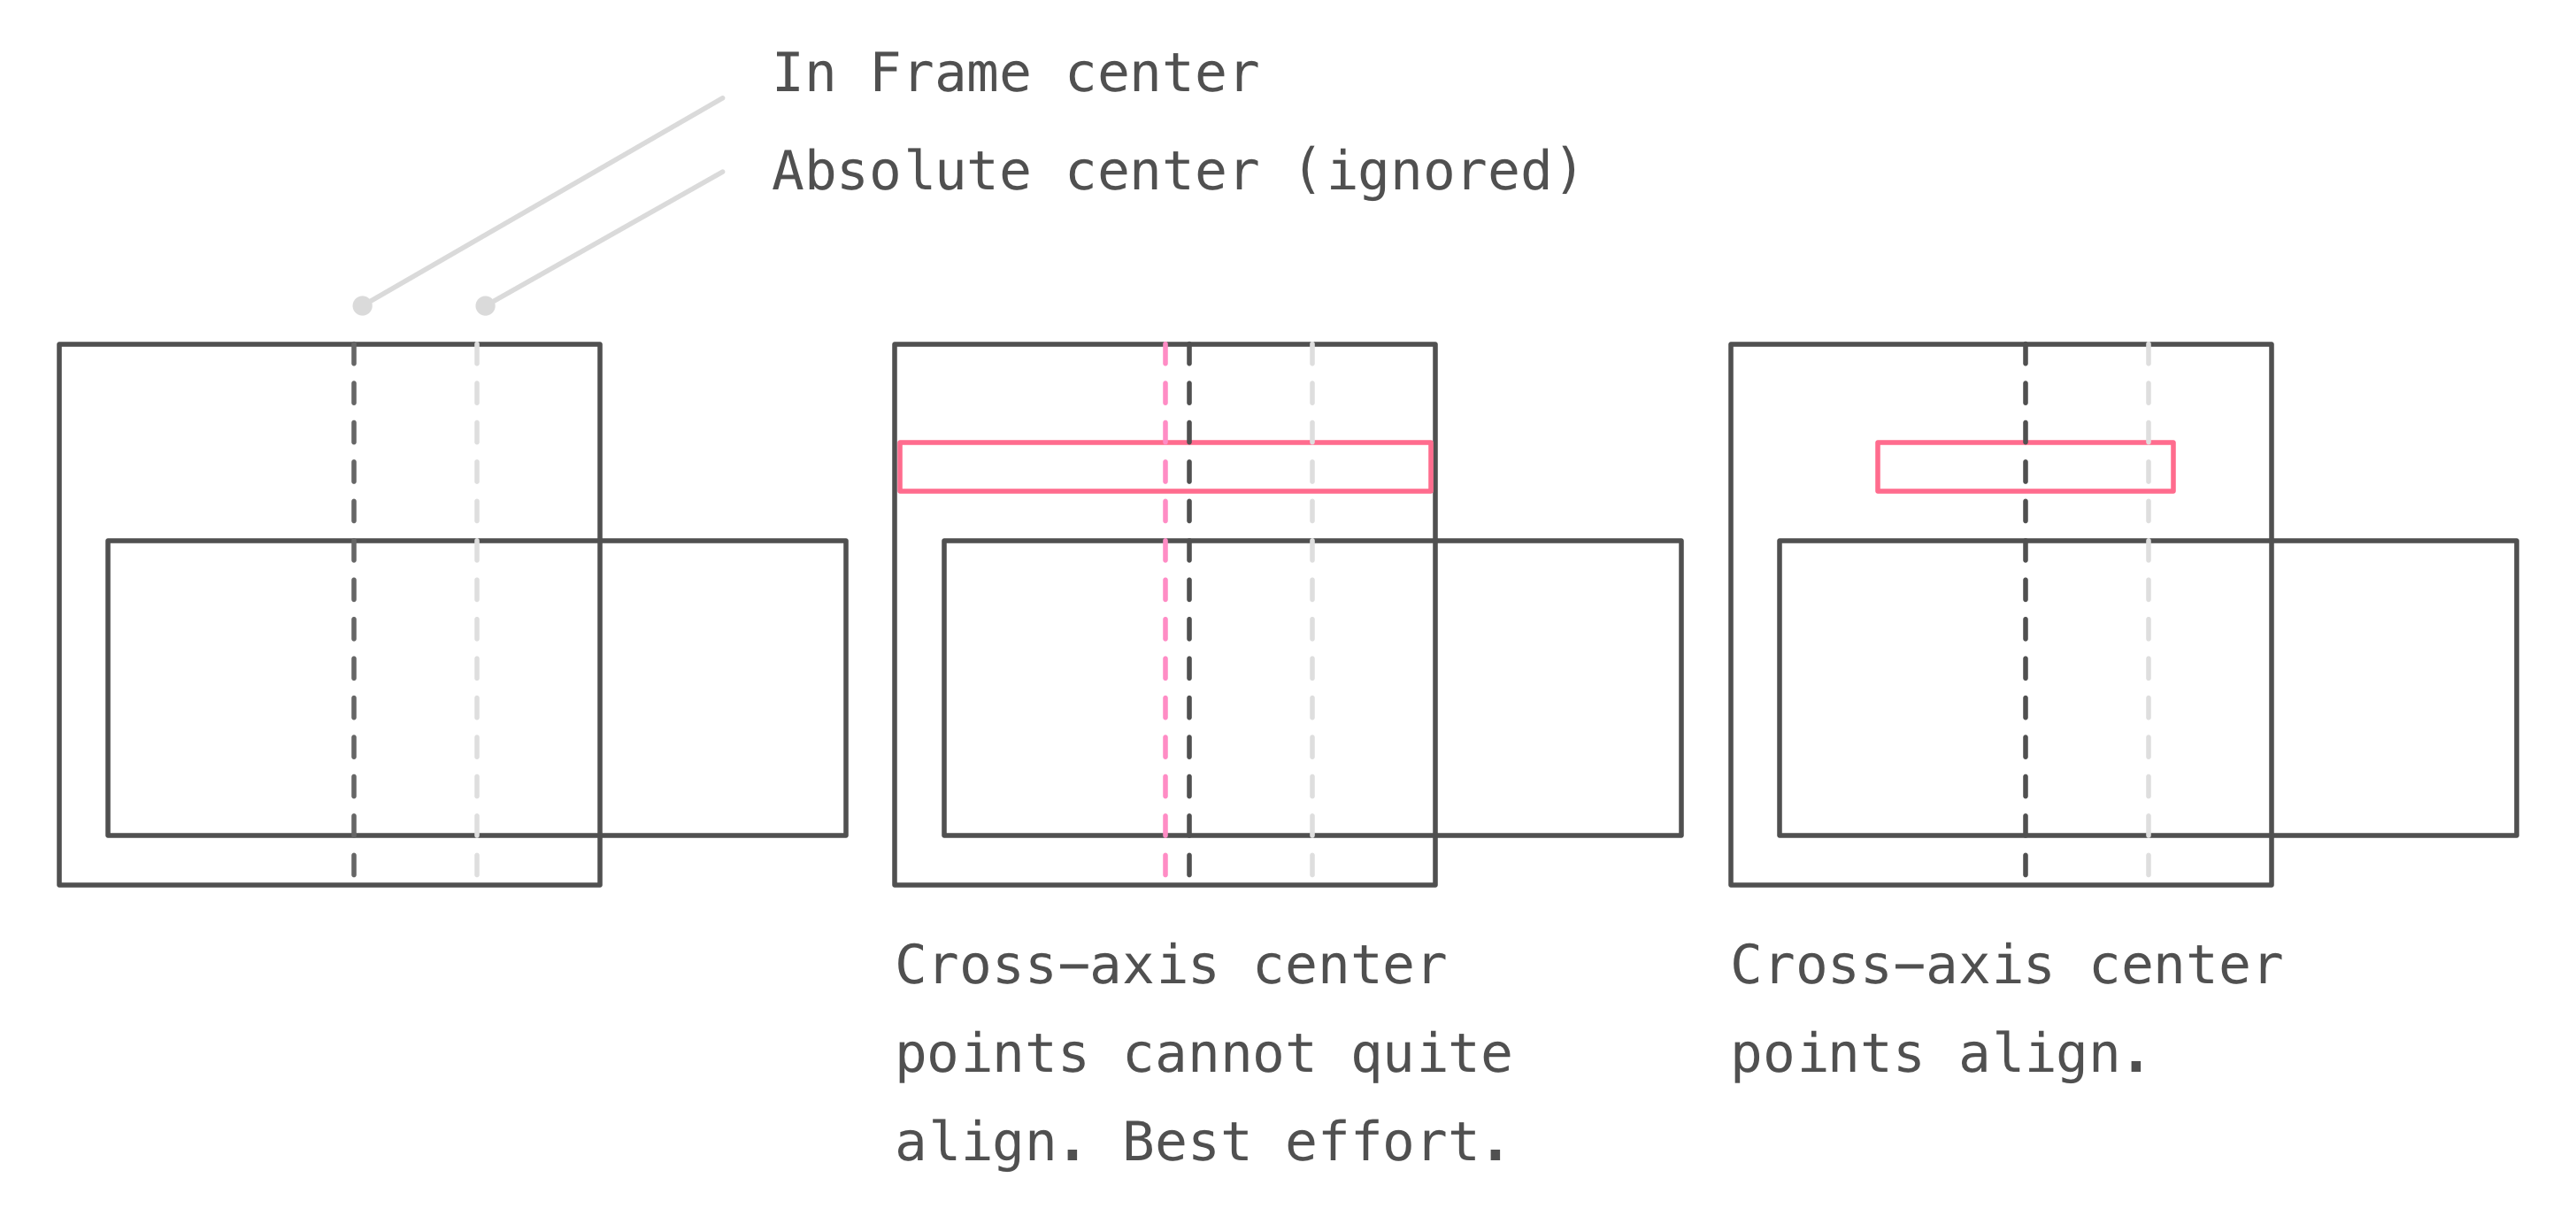 In Frame center
Absolute center (ignored)
Cross–axis center
points cannot quite
align. Best effort.
Cross–axis center
points align.